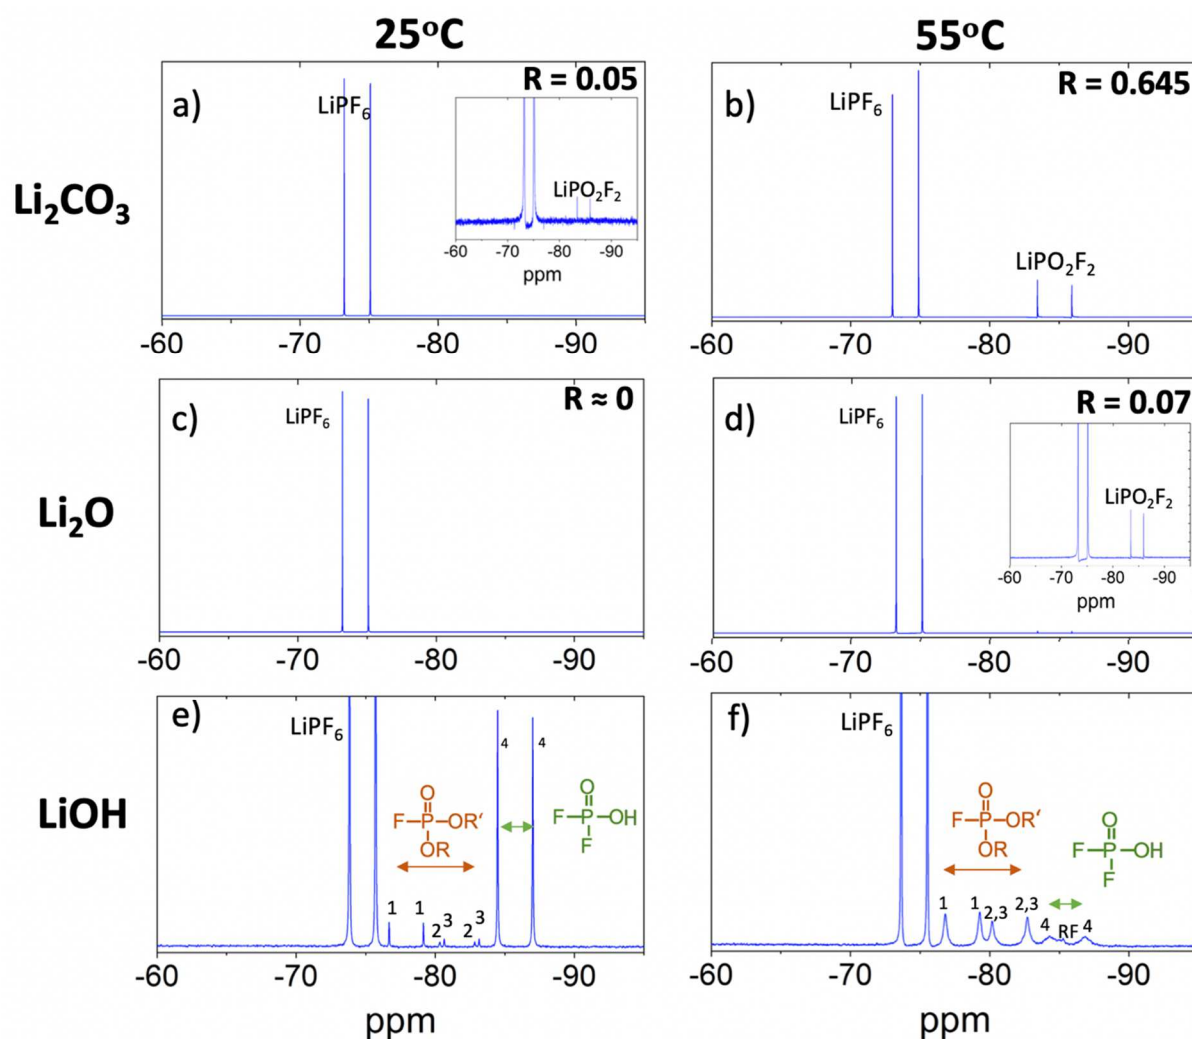 25°C 55°C
Li₂CO₃
a)
LiPF₆
R = 0.05
LiPO₂F₂
-60 -70 -80 -90
ppm
-60 -70 -80 -90
b)
LiPF₆
R = 0.645
LiPO₂F₂
-60 -70 -80 -90
Li₂O
c)
LiPF₆
R ≈ 0
-60 -70 -80 -90
d)
LiPF₆
R = 0.07
LiPO₂F₂
-60 -70 -80 -90
ppm
-60 -70 -80 -90
LiOH
e)
LiPF₆
O
F P OR'
OR
O
F P OH
F
1 1 2 3 2 3 4 4
-60 -70 -80 -90
ppm
f)
LiPF₆
O
F P OR'
OR
O
F P OH
F
1 1 2,3 2,3 4 RF 4
-60 -70 -80 -90
ppm